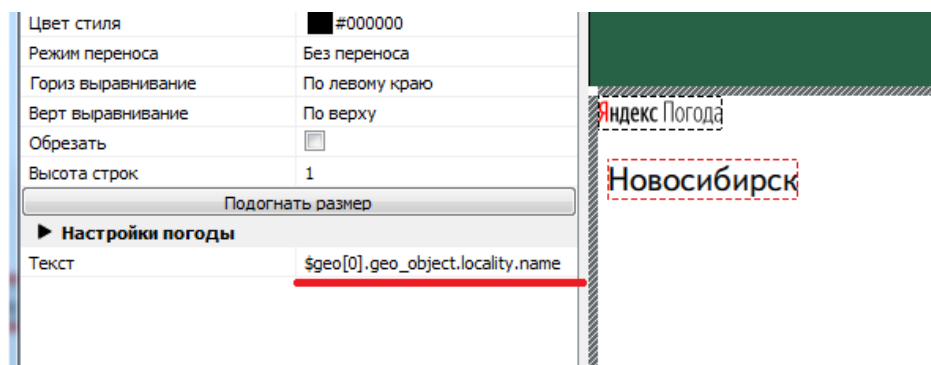 Цвет стиля #000000
Режим переноса Без переноса
Гориз выравнивание По левому краю
Верт выравнивание По верху
Обрезать
Высота строк 1
Подогнать размер
Настройки погоды
Текст $geo[0].geo_object.locality.name
Яндекс Погода
Новосибирск